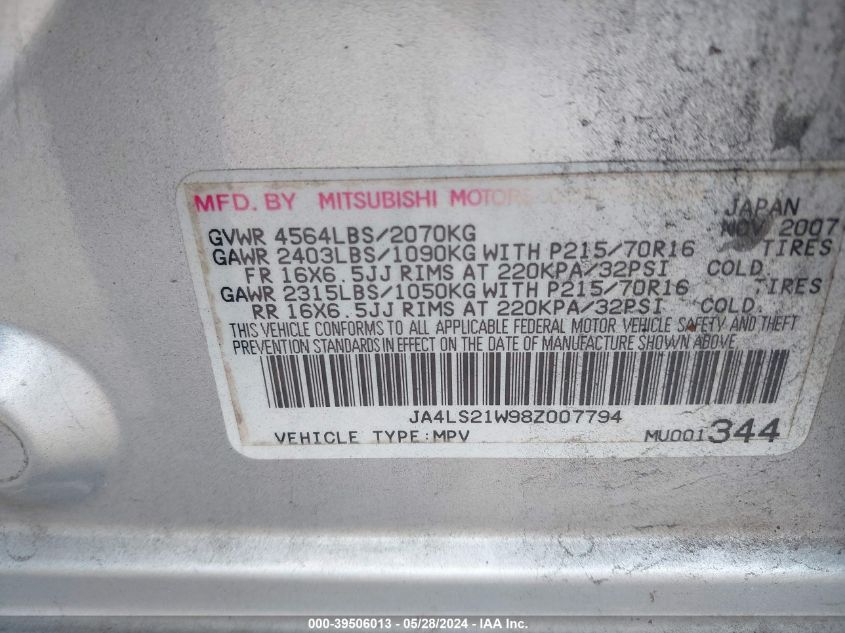 MFD. BY MITSUBISHI MOTORS
JAPAN
GVWR 4564LBS/2070KG NOV 2007
GAWR 2403LBS/1090KG WITH P215/70R16 TIRES
FR 16X6.5JJ RIMS AT 220KPA/32PSI COLD.
GAWR 2315LBS/1050KG WITH P215/70R16 TIRES
RR 16X6.5JJ RIMS AT 220KPA/32PSI COLD.
THIS VEHICLE CONFORMS TO ALL APPLICABLE FEDERAL MOTOR VEHICLE SAFETY AND THEFT
PREVENTION STANDARDS IN EFFECT ON THE DATE OF MANUFACTURE SHOWN ABOVE.
JA4LS21W98Z007794
VEHICLE TYPE:MPV MU001344
000-39506013 - 05/28/2024 - IAA Inc.